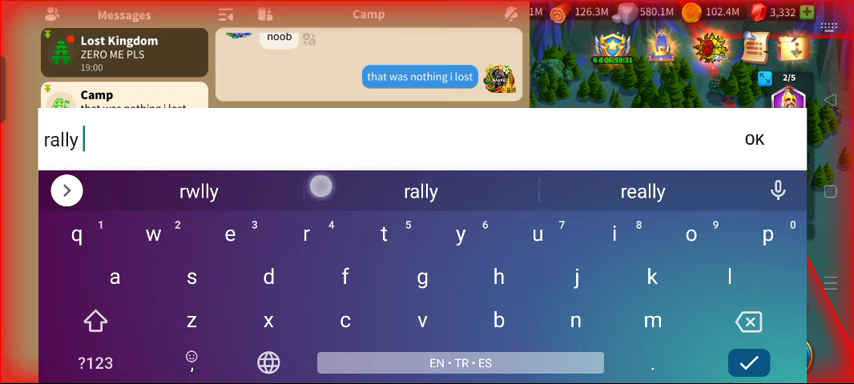 Messages
Camp
1M
126.3M
580.1M
102.4M
3,332
Lost Kingdom
ZERO ME PLS
19:00
noob
that was nothing i lost
6 d 06:59:31
2/5
Camp
that was nothing i lost
rally
OK
rwlly
rally
really
q 1 w 2 e 3 r 4 t 5 y 6 u 7 i 8 o 9 p 0
a s d f g h j k l
z x c v b n m
?123
,
EN • TR • ES
.